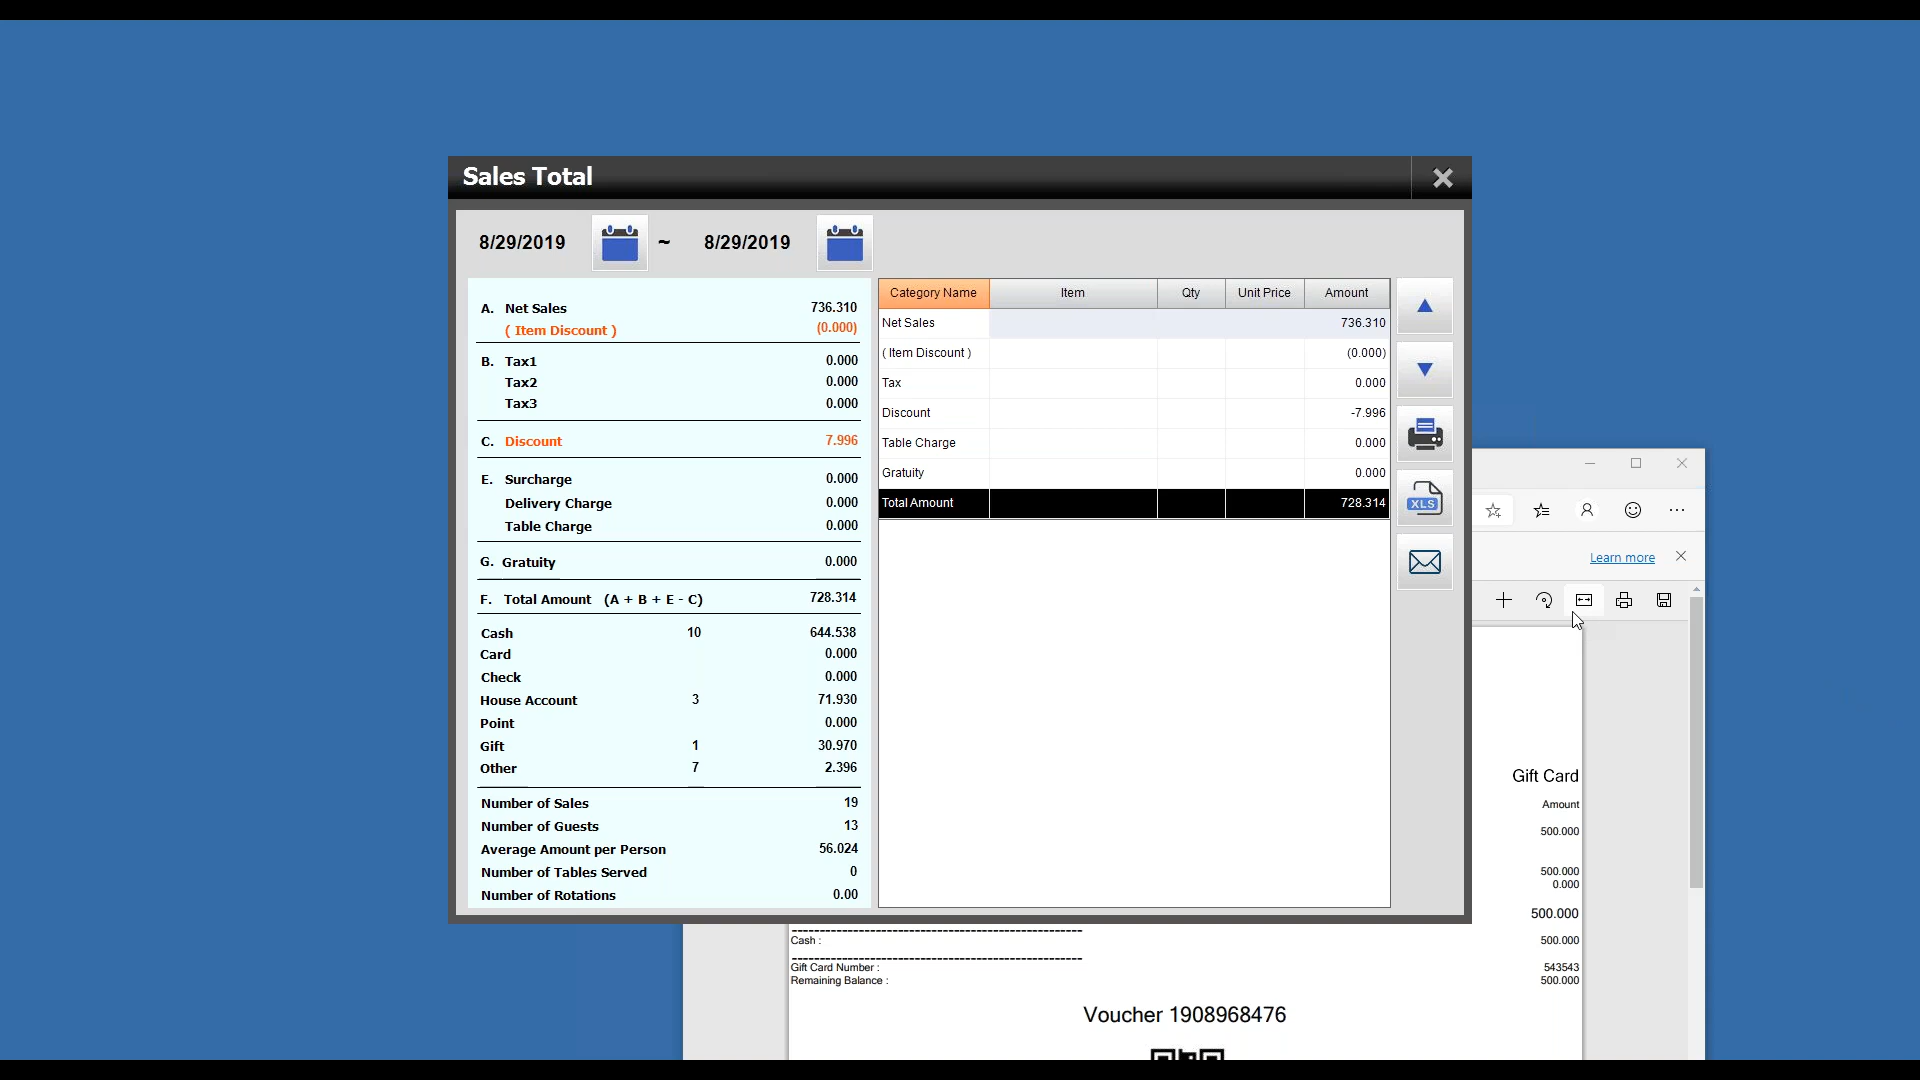 Sales Total
8/29/2019 ~ 8/29/2019
A. Net Sales 736.310
( Item Discount ) (0.000)
B. Tax1 0.000
Tax2 0.000
Tax3 0.000
C. Discount 7.996
E. Surcharge 0.000
Delivery Charge 0.000
Table Charge 0.000
G. Gratuity 0.000
F. Total Amount (A + B + E - C) 728.314
Cash 10 644.538
Card 0.000
Check 0.000
House Account 3 71.930
Point 0.000
Gift 1 30.970
Other 7 2.396
Number of Sales 19
Number of Guests 13
Average Amount per Person 56.024
Number of Tables Served 0
Number of Rotations 0.00
Category Name Item Qty Unit Price Amount
Net Sales 736.310
( Item Discount ) (0.000)
Tax 0.000
Discount -7.996
Table Charge 0.000
Gratuity 0.000
Total Amount 728.314
XLS
Learn more
Gift Card
Amount
500.000
500.000
0.000
500.000
Cash : 500.000
Gift Card Number : 543543
Remaining Balance : 500.000
Voucher 1908968476